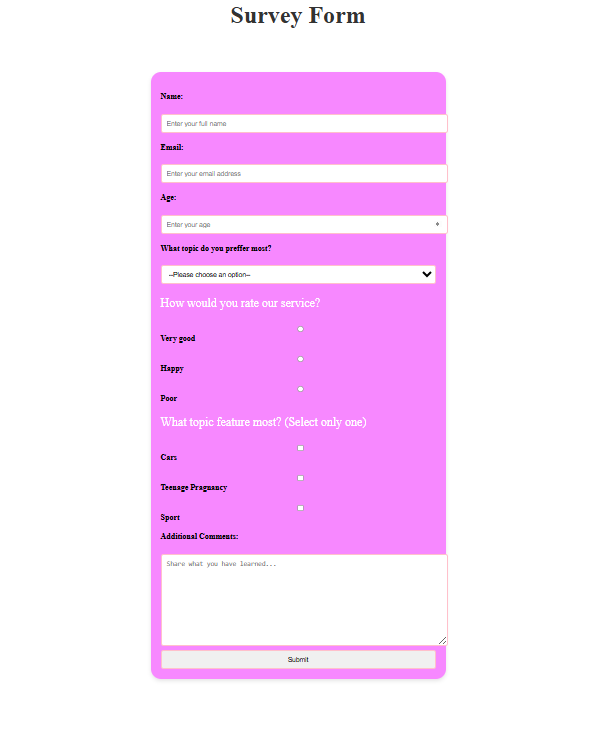 Survey Form
Name:
Enter your full name
Email:
Enter your email address
Age:
Enter your age
What topic do you preffer most?
--Please choose an option--
How would you rate our service?
Very good
Happy
Poor
What topic feature most? (Select only one)
Cars
Teenage Pragnancy
Sport
Additional Comments:
Share what you have learned...
Submit